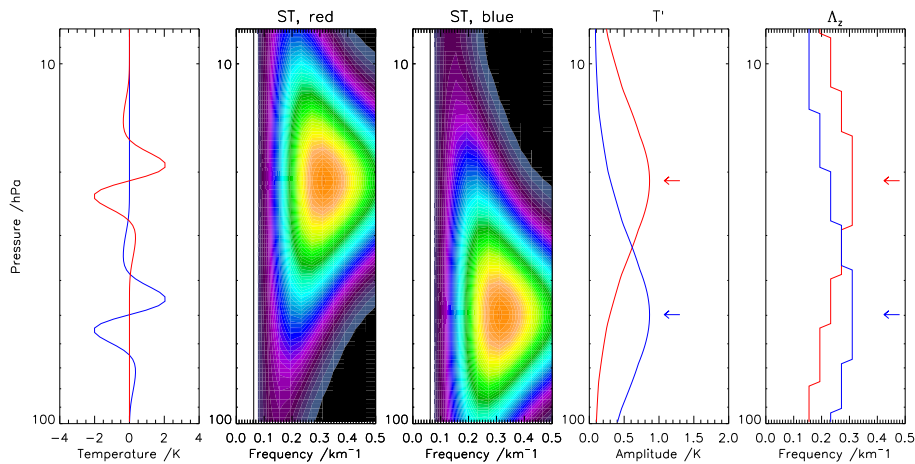 ST, red
ST, blue
T'
Λz
10
10
10
10
10
Pressure /hPa
100
100
100
100
100
−4 −2 0 2 4
0.0 0.1 0.2 0.3 0.4 0.5
0.0 0.1 0.2 0.3 0.4 0.5
0.0 0.5 1.0 1.5 2.0
0.0 0.1 0.2 0.3 0.4 0.5
Temperature /K
Frequency /km⁻¹
Frequency /km⁻¹
Amplitude /K
Frequency /km⁻¹